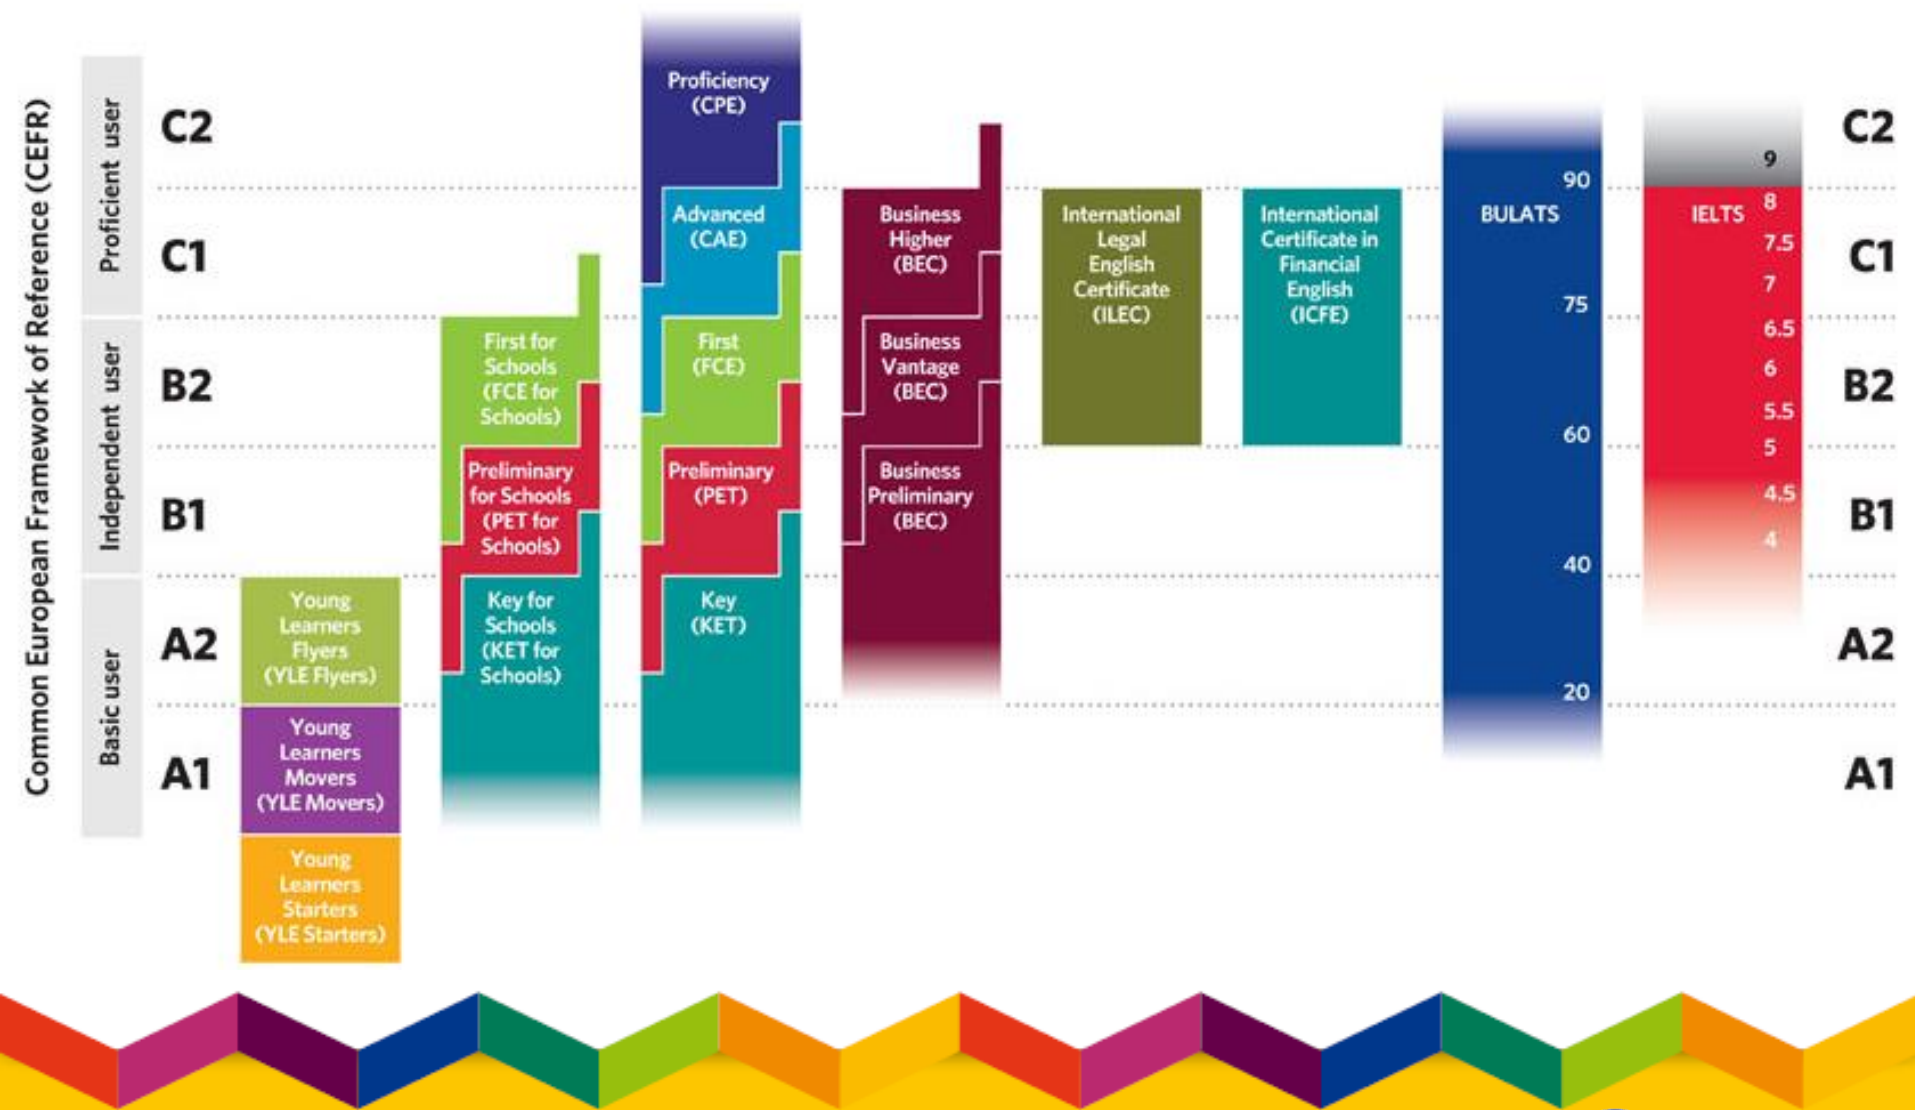 Common European Framework of Reference (CEFR)
Proficient user
Independent user
Basic user
C2
C1
B2
B1
A2
A1
Young
Learners
Flyers
(YLE Flyers)
Young
Learners
Movers
(YLE Movers)
Young
Learners
Starters
(YLE Starters)
First for
Schools
(FCE for
Schools)
Preliminary
for Schools
(PET for
Schools)
Key for
Schools
(KET for
Schools)
Proficiency
(CPE)
Advanced
(CAE)
First
(FCE)
Preliminary
(PET)
Key
(KET)
Business
Higher
(BEC)
Business
Vantage
(BEC)
Business
Preliminary
(BEC)
International
Legal
English
Certificate
(ILEC)
International
Certificate in
Financial
English
(ICFE)
BULATS
90
75
60
40
20
IELTS
9
8
7.5
7
6.5
6
5.5
5
4.5
4
C2
C1
B2
B1
A2
A1